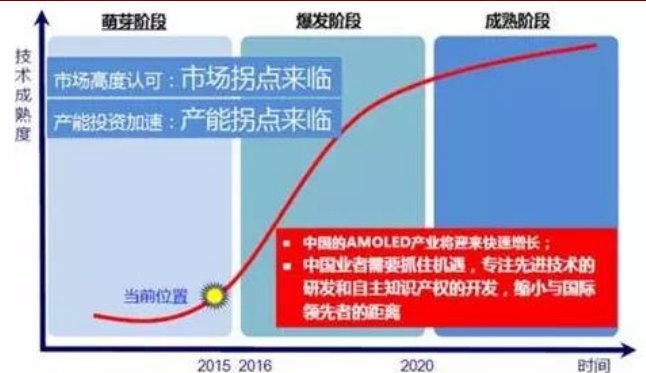 萌芽阶段
爆发阶段
成熟阶段
技术成熟度
市场高度认可：市场拐点来临
产能投资加速：产能拐点来临
中国的AMOLED产业将迎来快速增长；
中国业者需要抓住机遇，专注先进技术的
研发和自主知识产权的开发，缩小与国际
领先者的距离
当前位置
2015
2016
2020
时间